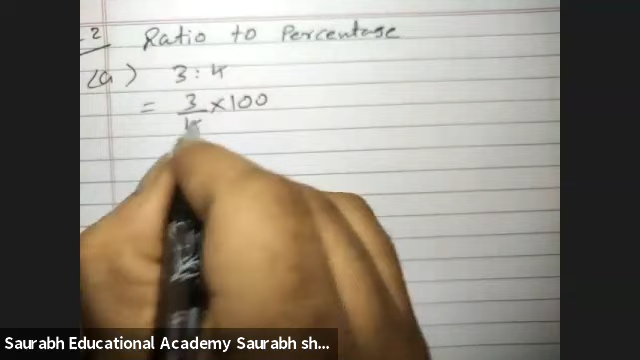 2 Ratio to Percentage
(a) 3 : 4
= 3/4 × 100
Saurabh Educational Academy Saurabh sh...